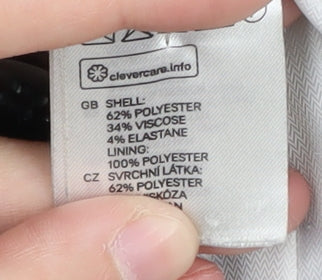 clevercare.info
GB SHELL:
62% POLYESTER
34% VISCOSE
4% ELASTANE
LINING:
100% POLYESTER
CZ SVRCHNÍ LÁTKA:
62% POLYESTER